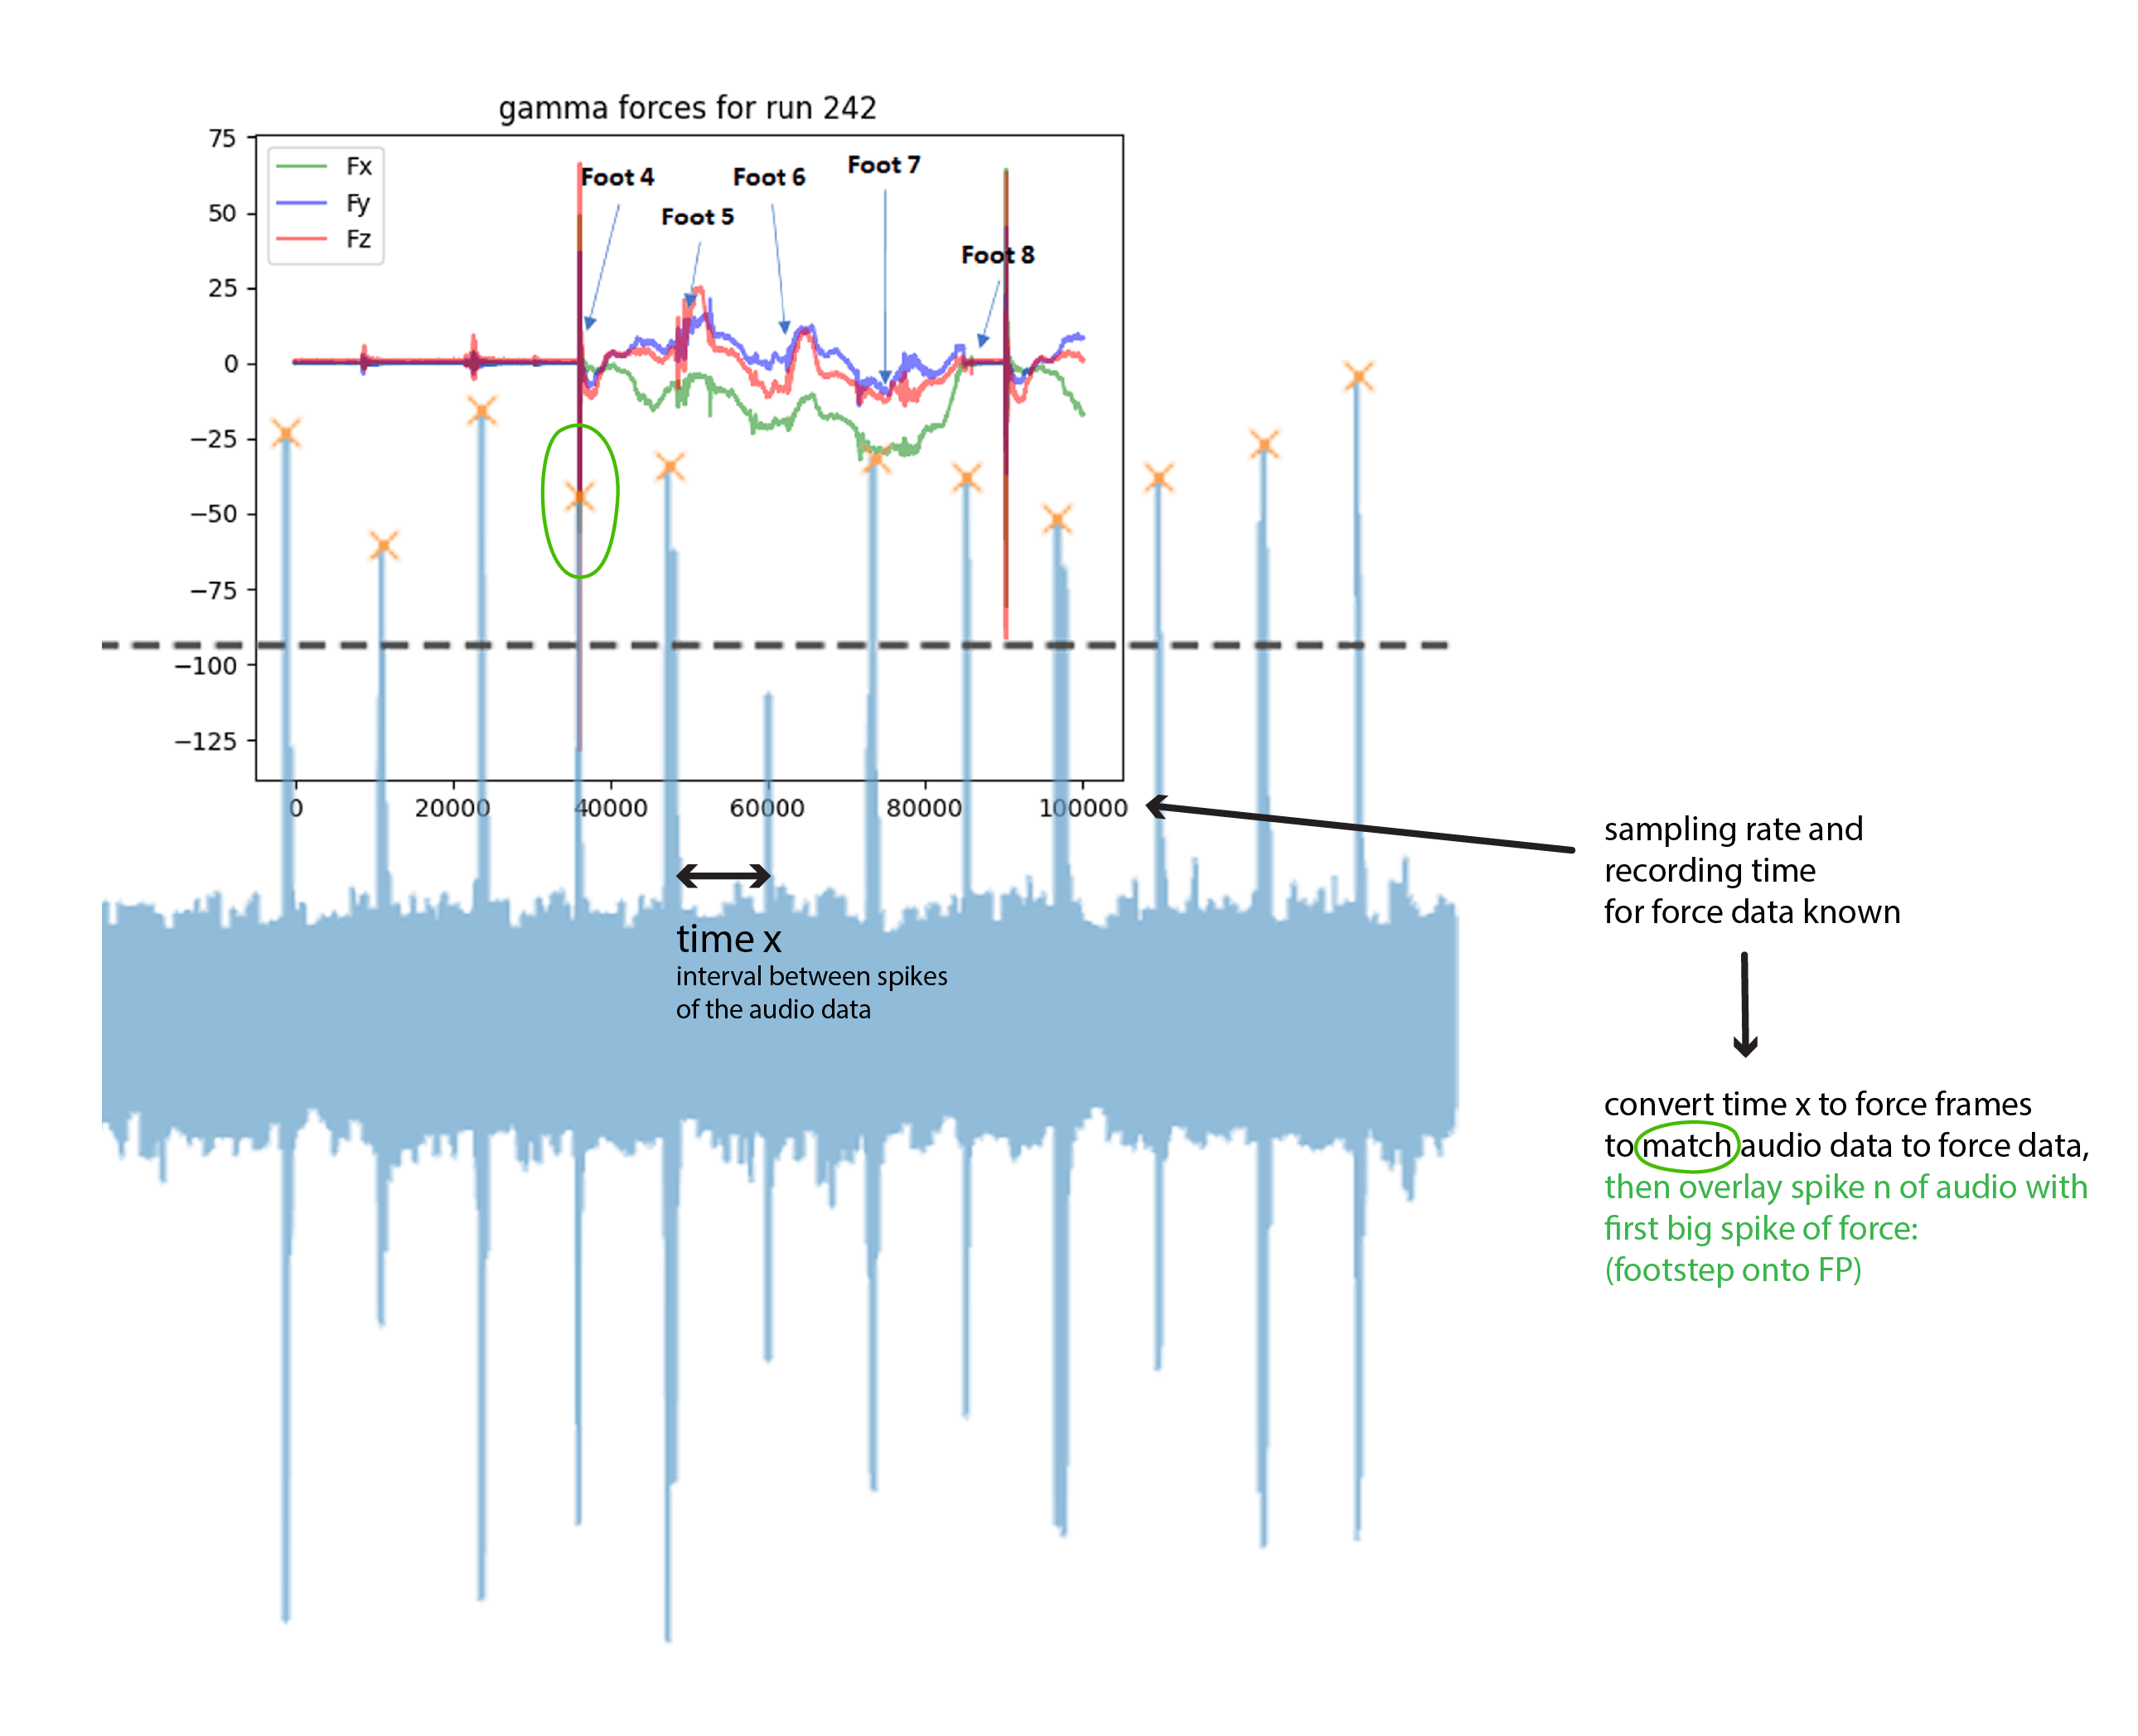 gamma forces for run 242
75
50
25
0
−25
−50
−75
−100
−125
Fx
Fy
Fz
Foot 4
Foot 5
Foot 6
Foot 7
Foot 8
0
20000
40000
60000
80000
100000
time x
interval between spikes
of the audio data
sampling rate and
recording time
for force data known
convert time x to force frames
to match audio data to force data,
then overlay spike n of audio with
first big spike of force:
(footstep onto FP)